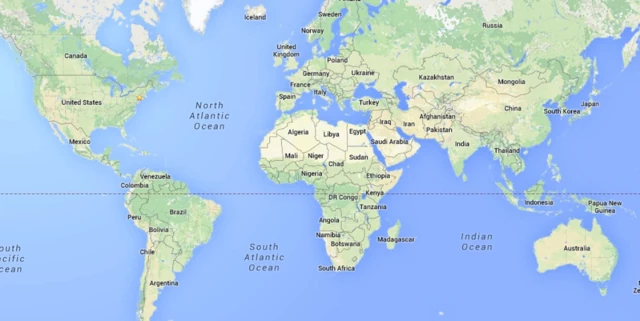 Iceland
Sweden
Norway
Russia
Canada
United
Kingdom
Poland
Germany
Ukraine
Kazakhstan
Mongolia
France
Italy
United States
Spain
Turkey
China
Japan
South Korea
North
Atlantic
Ocean
Afghanistan
Iraq
Iran
Pakistan
Algeria
Libya
Egypt
Saudi Arabia
Mexico
India
Thailand
Mali
Niger
Chad
Sudan
Nigeria
Ethiopia
Venezuela
Colombia
Kenya
DR Congo
Tanzania
Indonesia
Papua New
Guinea
Peru
Brazil
Angola
Bolivia
Namibia
Botswana
Madagascar
Indian
Ocean
Australia
South
Atlantic
Ocean
Chile
South Africa
Argentina
outh
cific
cean